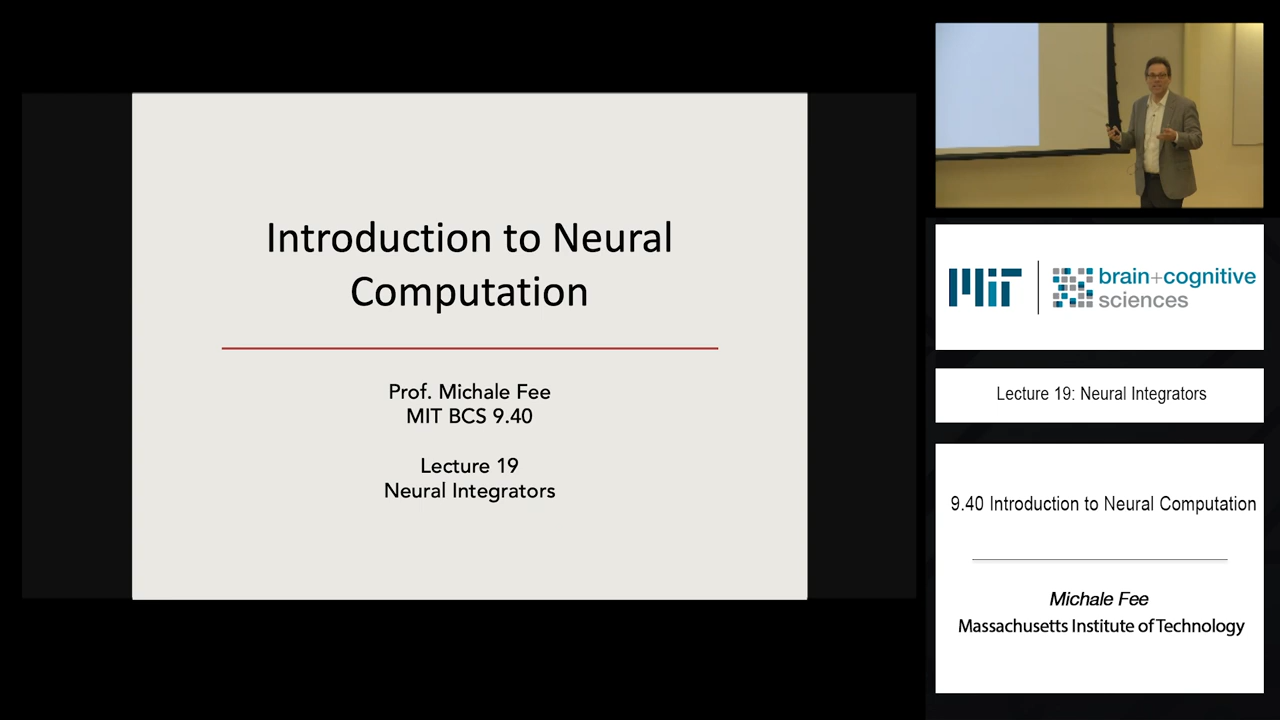 Introduction to Neural
Computation
Prof. Michale Fee
MIT BCS 9.40
Lecture 19
Neural Integrators
MIT
brain+cognitive
sciences
Lecture 19: Neural Integrators
9.40 Introduction to Neural Computation
Michale Fee
Massachusetts Institute of Technology